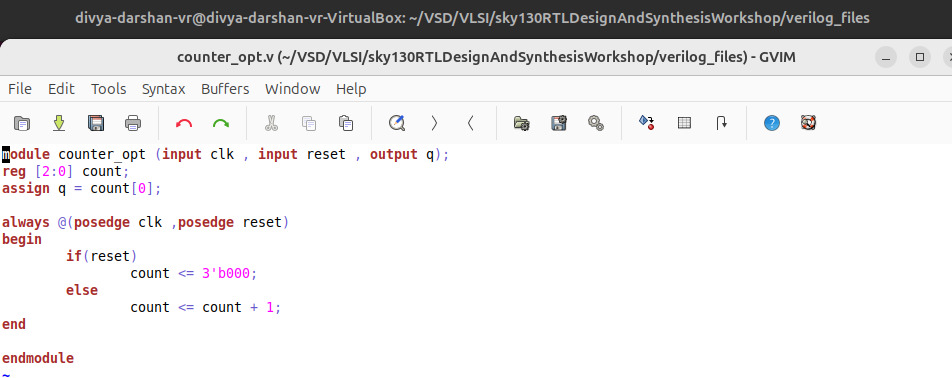 divya-darshan-vr@divya-darshan-vr-VirtualBox: ~/VSD/VLSI/sky130RTLDesignAndSynthesisWorkshop/verilog_files
counter_opt.v (~/VSD/VLSI/sky130RTLDesignAndSynthesisWorkshop/verilog_files) - GVIM
File Edit Tools Syntax Buffers Window Help
module counter_opt (input clk , input reset , output q);
reg [2:0] count;
assign q = count[0];

always @(posedge clk ,posedge reset)
begin
        if(reset)
                count <= 3'b000;
        else
                count <= count + 1;
end

endmodule
~